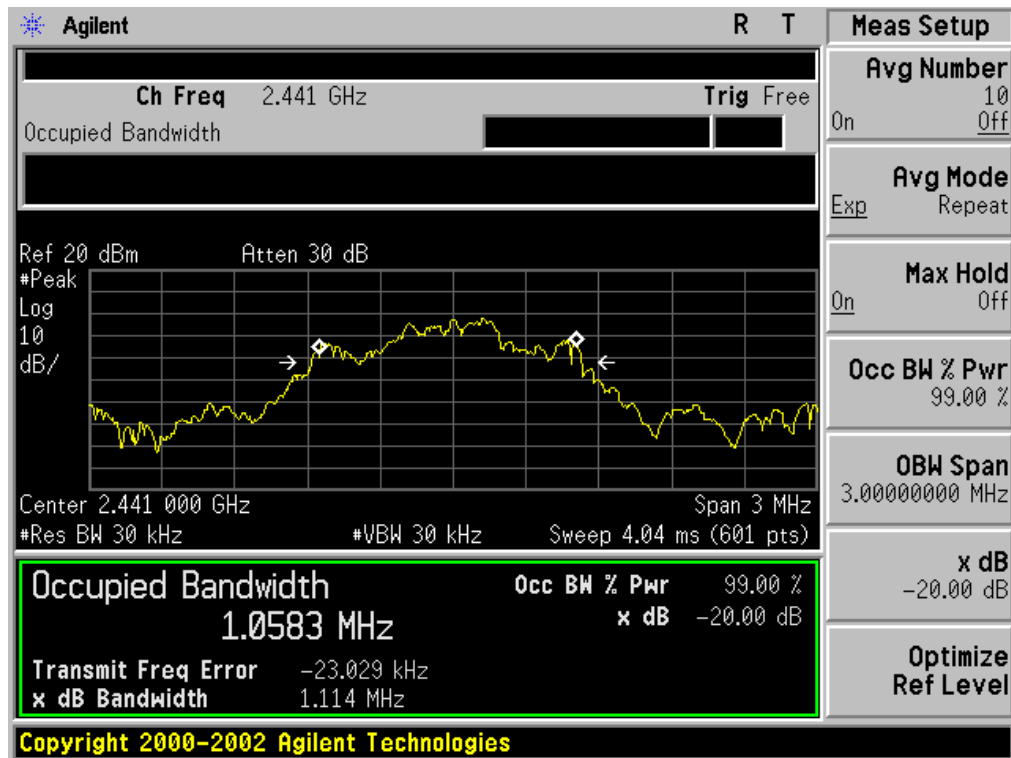 Agilent R T
Ch Freq 2.441 GHz Trig Free
Occupied Bandwidth
Ref 20 dBm Atten 30 dB
#Peak
Log
10
dB/
Center 2.441 000 GHz Span 3 MHz
#Res BW 30 kHz #VBW 30 kHz Sweep 4.04 ms (601 pts)
Occupied Bandwidth Occ BW % Pwr 99.00 %
1.0583 MHz x dB -20.00 dB
Transmit Freq Error -23.029 kHz
x dB Bandwidth 1.114 MHz
Copyright 2000-2002 Agilent Technologies
Meas Setup
Avg Number
10
On Off
Avg Mode
Exp Repeat
Max Hold
On Off
Occ BW % Pwr
99.00 %
OBW Span
3.00000000 MHz
x dB
-20.00 dB
Optimize
Ref Level